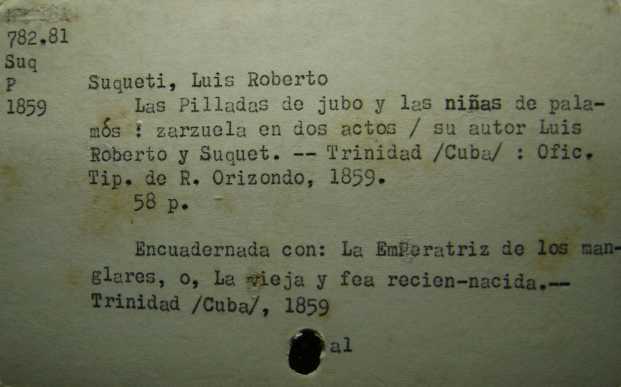 782.81
Suq
P
1859
Suqueti, Luis Roberto
Las Pilladas de jubo y las niñas de pala-
mós : zarzuela en dos actos / su autor Luis
Roberto y Suquet. -- Trinidad /Cuba/ : Ofic.
Tip. de R. Orizondo, 1859.
58 p.
Encuadernada con: La Emperatriz de los man-
glares, o, La vieja y fea recien-nacida.--
Trinidad /Cuba/, 1859
al